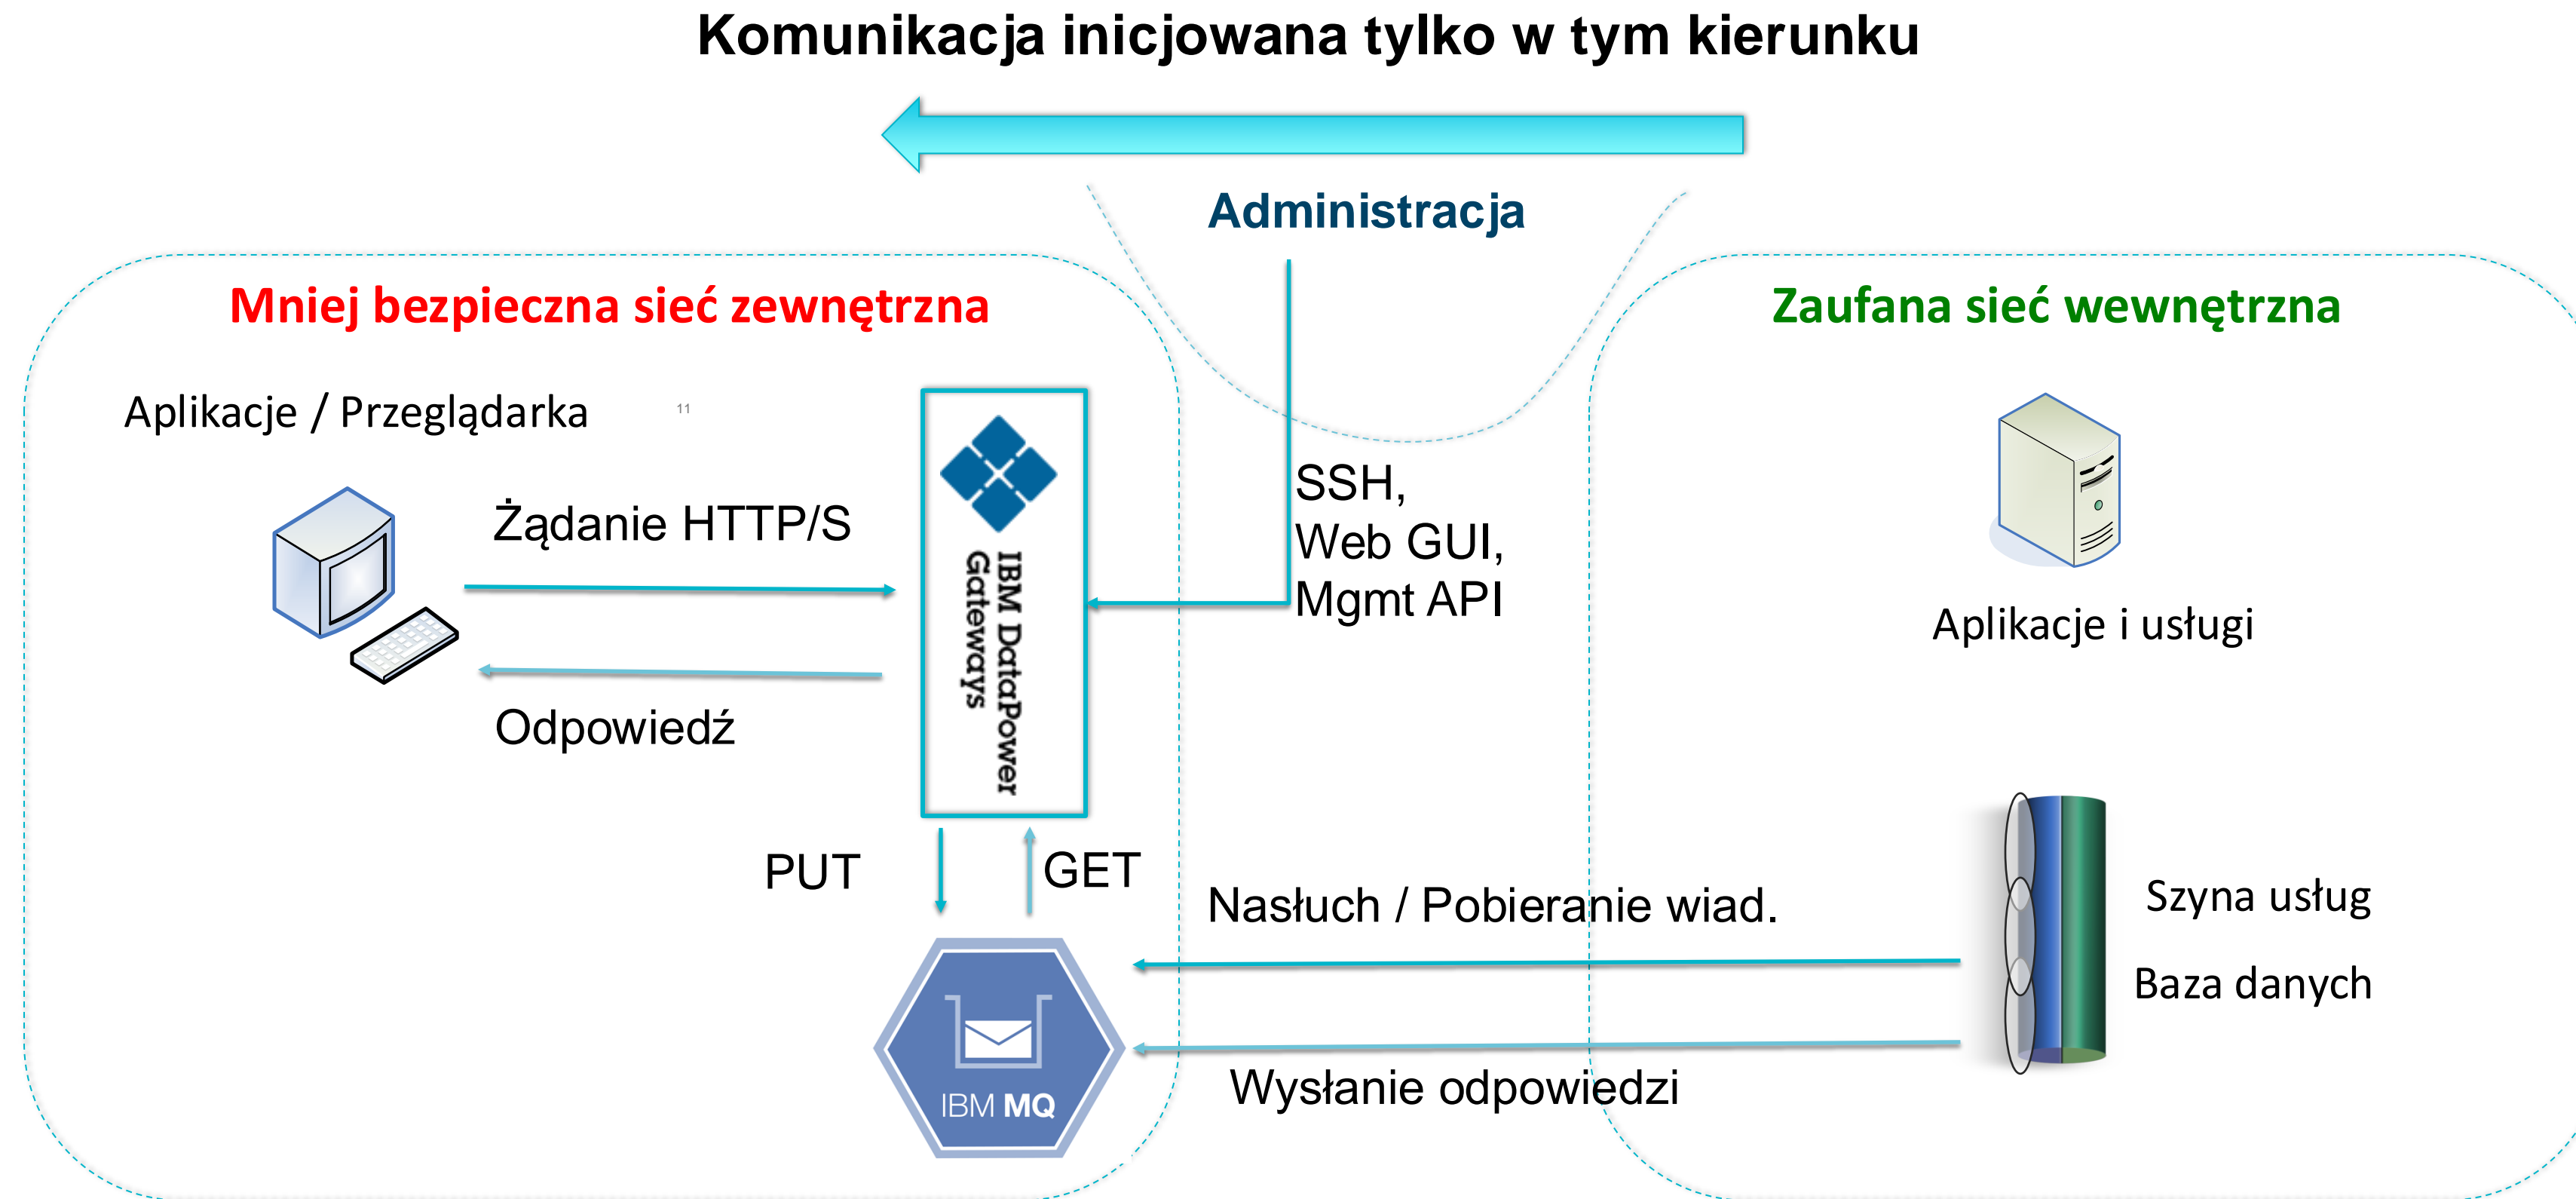 Komunikacja inicjowana tylko w tym kierunku
Administracja
Mniej bezpieczna sieć zewnętrzna
Zaufana sieć wewnętrzna
Aplikacje / Przeglądarka
11
Żądanie HTTP/S
Odpowiedź
IBM DataPower
Gateways
SSH,
Web GUI,
Mgmt API
Aplikacje i usługi
PUT
GET
Nasłuch / Pobieranie wiad.
Szyna usług
Baza danych
Wysłanie odpowiedzi
IBM MQ